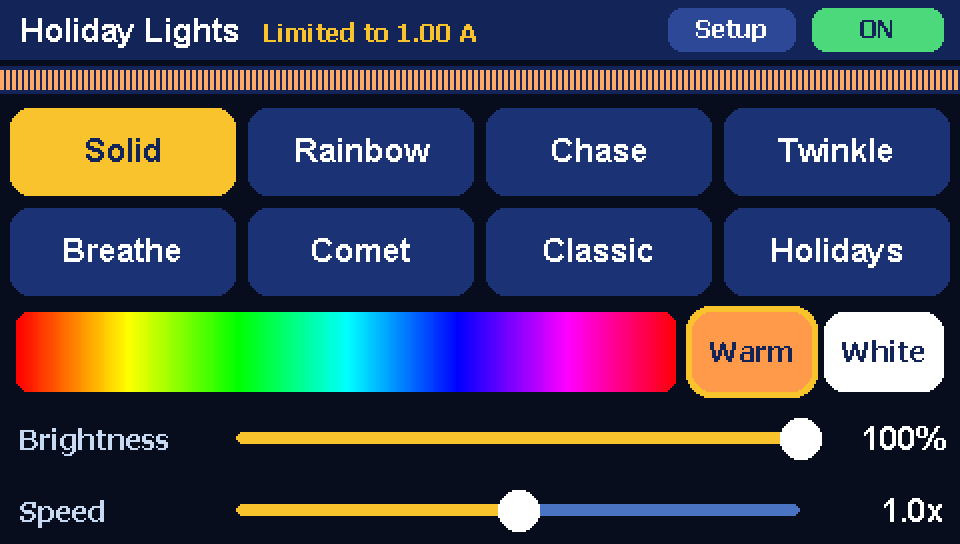 Holiday Lights Limited to 1.00 A Setup ON
Solid Rainbow Chase Twinkle
Breathe Comet Classic Holidays
Warm White
Brightness 100%
Speed 1.0x